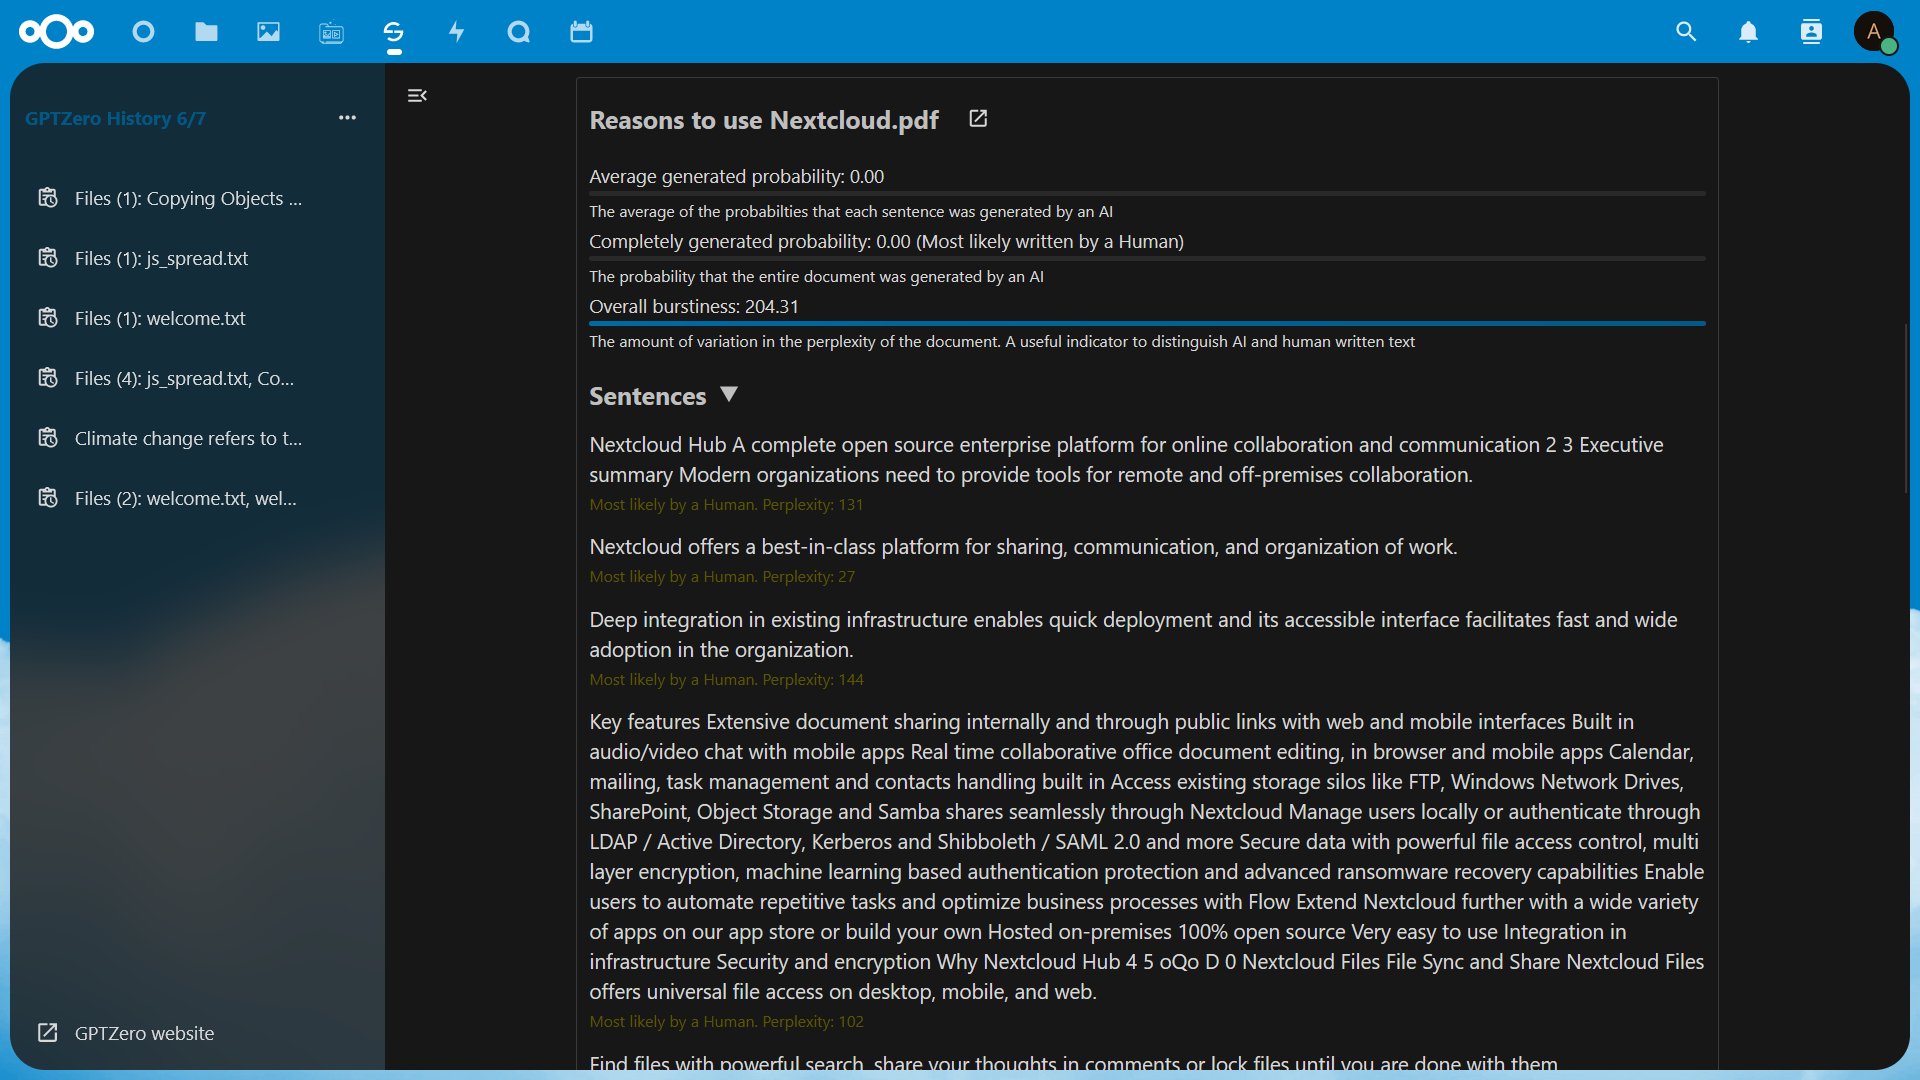 A
GPTZero History 6/7
Files (1): Copying Objects ...
Files (1): js_spread.txt
Files (1): welcome.txt
Files (4): js_spread.txt, Co...
Climate change refers to t...
Files (2): welcome.txt, wel...
GPTZero website
Reasons to use Nextcloud.pdf
Average generated probability: 0.00
The average of the probabilties that each sentence was generated by an AI
Completely generated probability: 0.00 (Most likely written by a Human)
The probability that the entire document was generated by an AI
Overall burstiness: 204.31
The amount of variation in the perplexity of the document. A useful indicator to distinguish AI and human written text
Sentences ▼
Nextcloud Hub A complete open source enterprise platform for online collaboration and communication 2 3 Executive
summary Modern organizations need to provide tools for remote and off-premises collaboration.
Most likely by a Human. Perplexity: 131
Nextcloud offers a best-in-class platform for sharing, communication, and organization of work.
Most likely by a Human. Perplexity: 27
Deep integration in existing infrastructure enables quick deployment and its accessible interface facilitates fast and wide
adoption in the organization.
Most likely by a Human. Perplexity: 144
Key features Extensive document sharing internally and through public links with web and mobile interfaces Built in
audio/video chat with mobile apps Real time collaborative office document editing, in browser and mobile apps Calendar,
mailing, task management and contacts handling built in Access existing storage silos like FTP, Windows Network Drives,
SharePoint, Object Storage and Samba shares seamlessly through Nextcloud Manage users locally or authenticate through
LDAP / Active Directory, Kerberos and Shibboleth / SAML 2.0 and more Secure data with powerful file access control, multi
layer encryption, machine learning based authentication protection and advanced ransomware recovery capabilities Enable
users to automate repetitive tasks and optimize business processes with Flow Extend Nextcloud further with a wide variety
of apps on our app store or build your own Hosted on-premises 100% open source Very easy to use Integration in
infrastructure Security and encryption Why Nextcloud Hub 4 5 oQo D 0 Nextcloud Files File Sync and Share Nextcloud Files
offers universal file access on desktop, mobile, and web.
Most likely by a Human. Perplexity: 102
Find files with powerful search, share your thoughts in comments or lock files until you are done with them